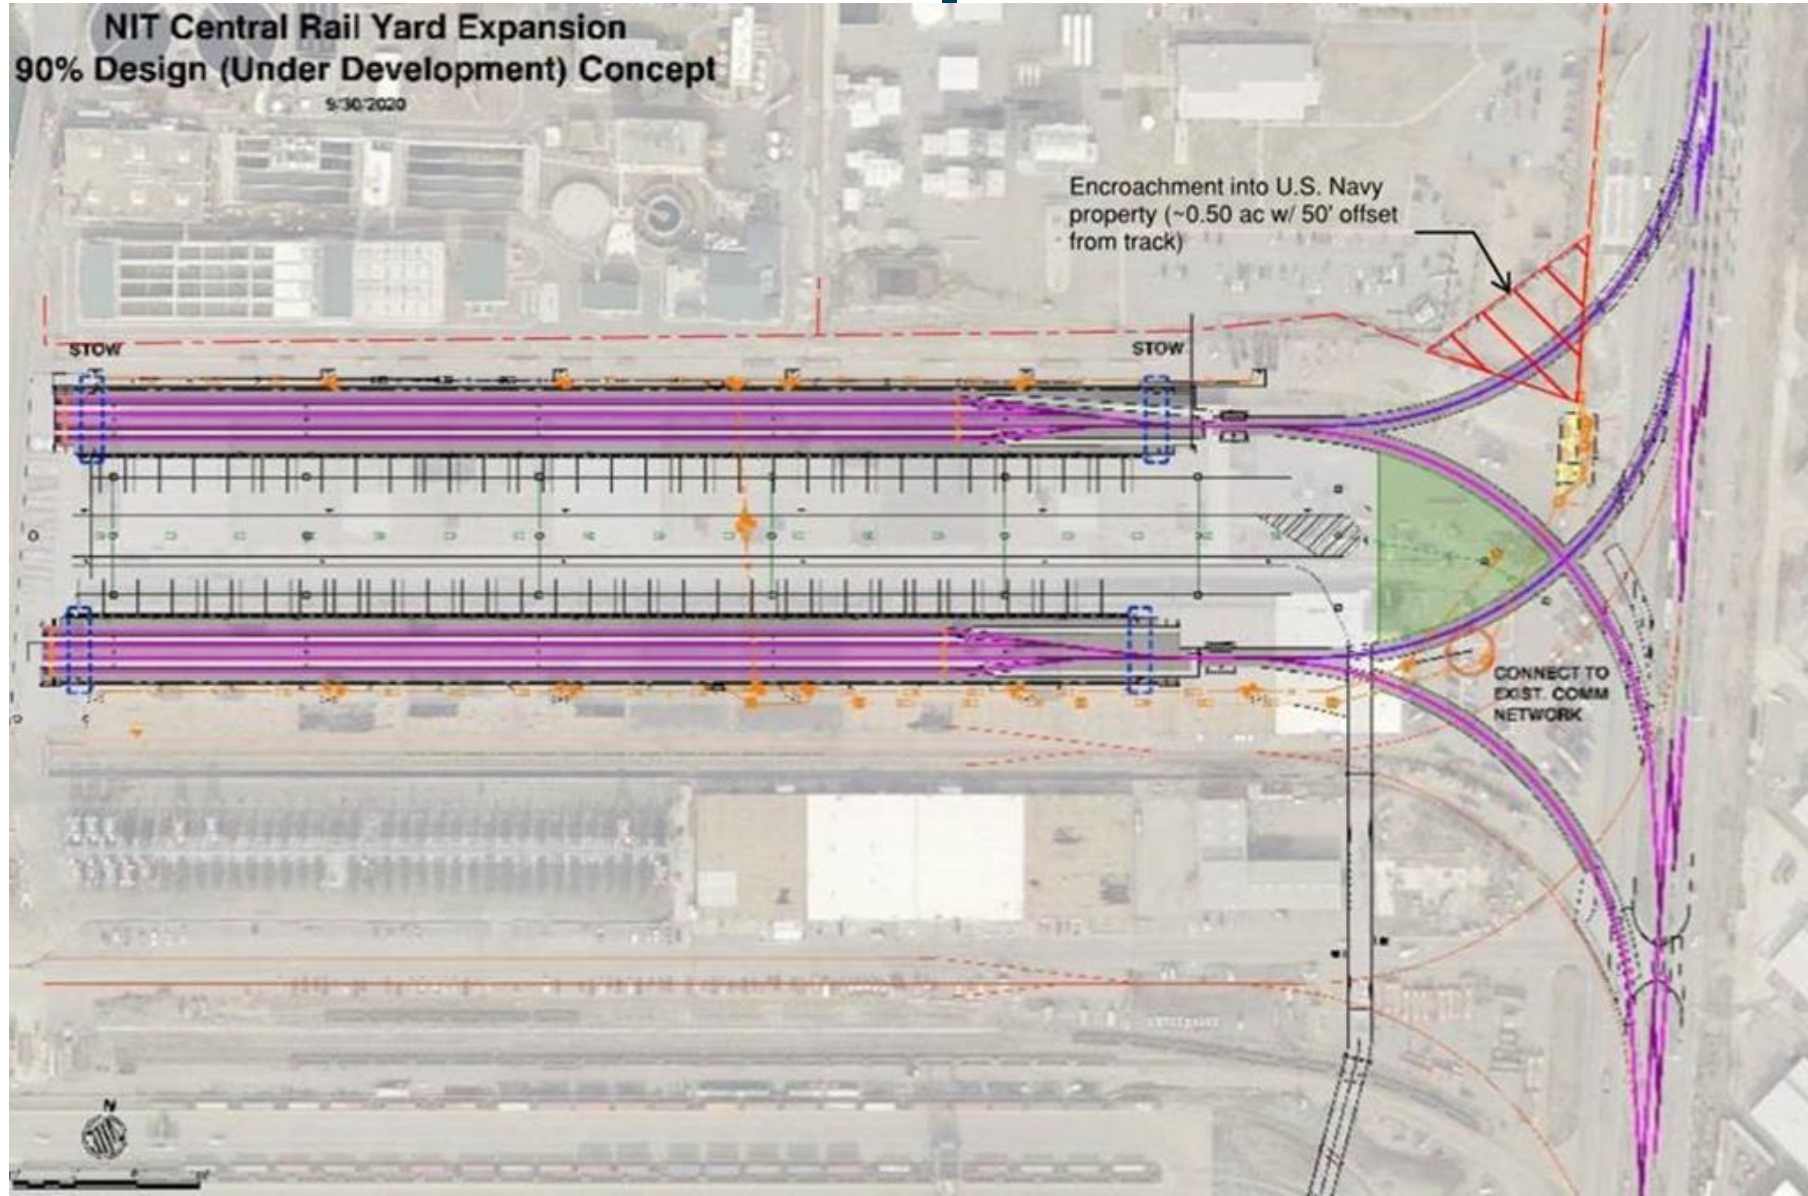 NIT Central Rail Yard Expansion
90% Design (Under Development) Concept
9/30/2020
Encroachment into U.S. Navy
property (~0.50 ac w/ 50' offset
from track)
STOW
STOW
CONNECT TO
EXIST. COMM
NETWORK
N